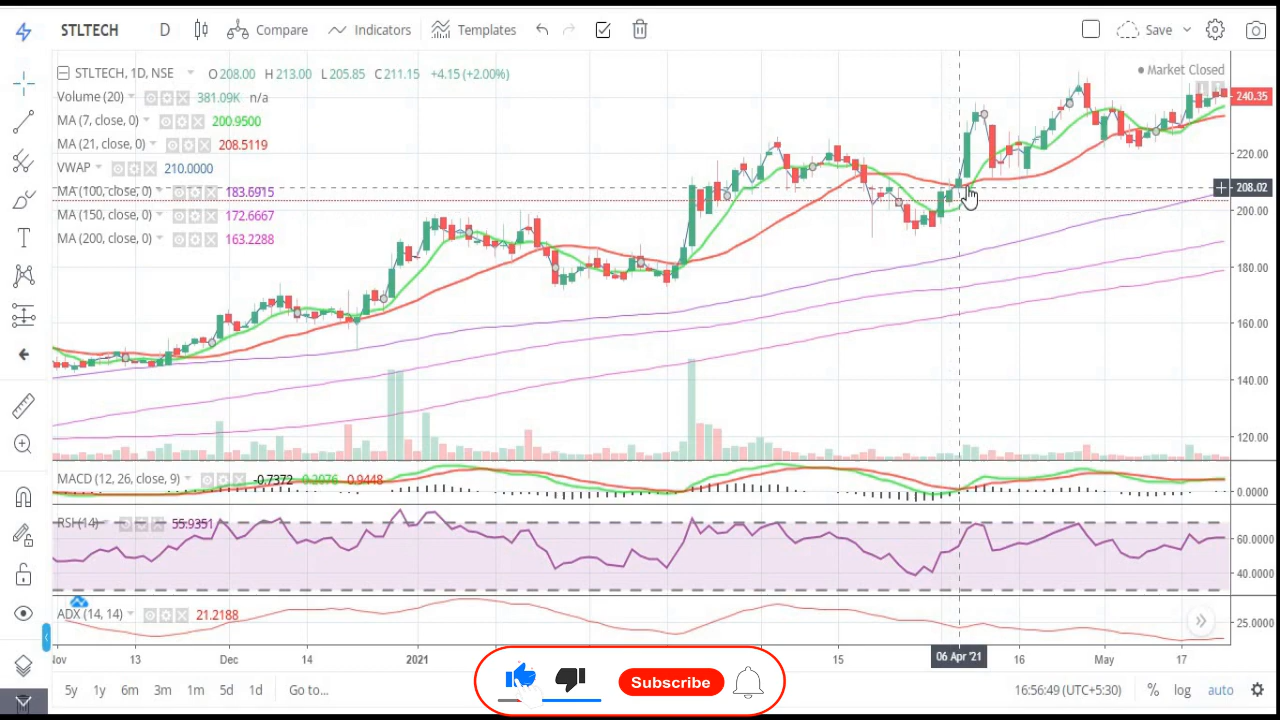 STLTECH D Compare Indicators Templates Save
STLTECH, 1D, NSE O208.00 H213.00 L205.85 C211.15 +4.15 (+2.00%) Market Closed
Volume (20) 381.09K n/a
240.35
MA (7, close, 0) 200.9500
MA (21, close, 0) 208.5119
220.00
VWAP 210.0000
MA (100, close, 0) 183.6915
208.02
MA (150, close, 0) 172.6667
200.00
MA (200, close, 0) 163.2288
180.00
160.00
140.00
120.00
MACD (12, 26, close, 9) -0.7372 0.2076 0.9448
0.0000
RSI (14) 55.9351
60.0000
40.0000
ADX (14, 14) 21.2188
25.0000
Nov 13 Dec 14 2021 15 06 Apr '21 16 May 17
5y 1y 6m 3m 1m 5d 1d Go to... Subscribe 16:56:49 (UTC+5:30) % log auto